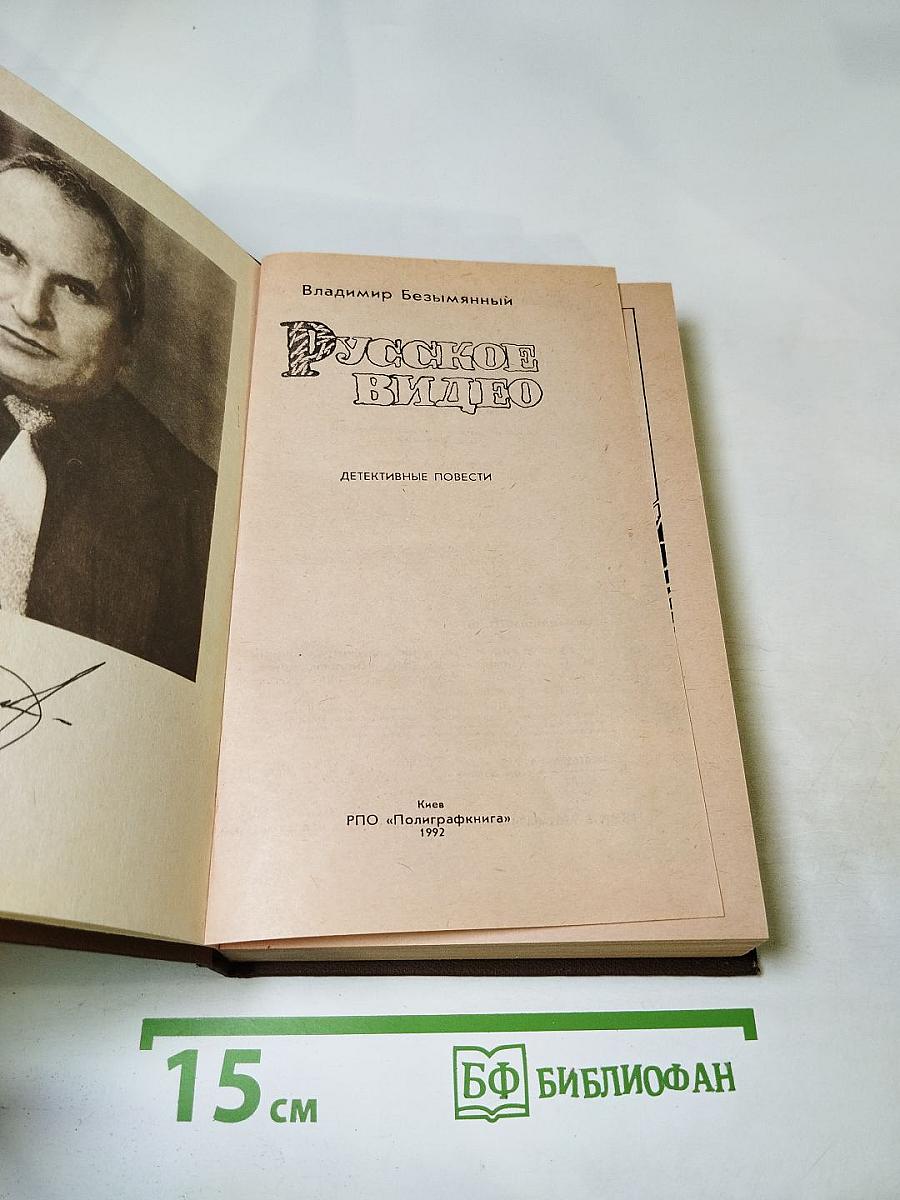 Владимир Безымянный
Русское
видео
ДЕТЕКТИВНЫЕ ПОВЕСТИ
Киев
РПО «Полиграфкнига»
1992
15 см
БФ БИБЛИОФАН